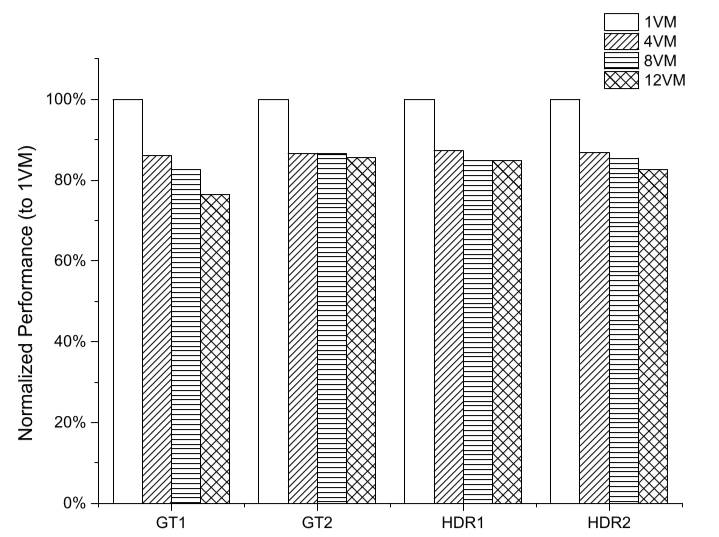 1VM
4VM
8VM
12VM
100%
80%
60%
40%
20%
0%
Normalized Performance (to 1VM)
GT1 GT2 HDR1 HDR2